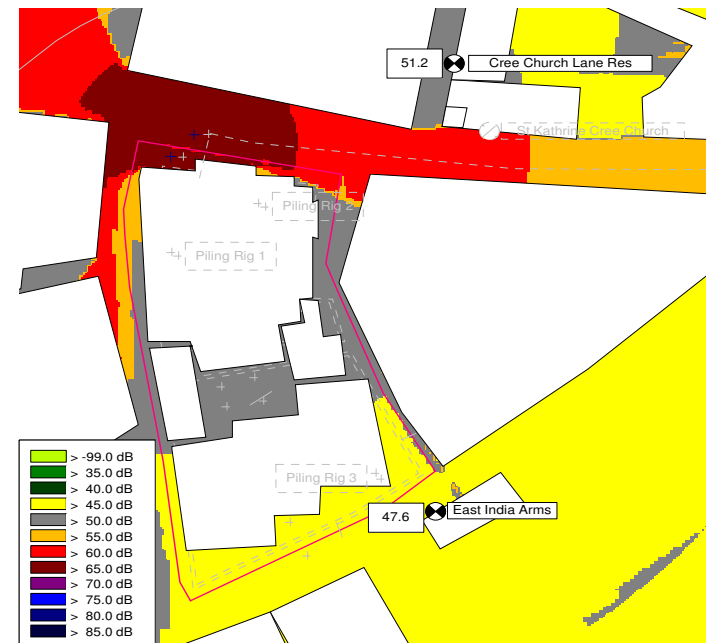 51.2
Cree Church Lane Res
St Kathrine Cree Church
Piling Rig 2
Piling Rig 1
Piling Rig 3
47.6
East India Arms
> -99.0 dB
> 35.0 dB
> 40.0 dB
> 45.0 dB
> 50.0 dB
> 55.0 dB
> 60.0 dB
> 65.0 dB
> 70.0 dB
> 75.0 dB
> 80.0 dB
> 85.0 dB